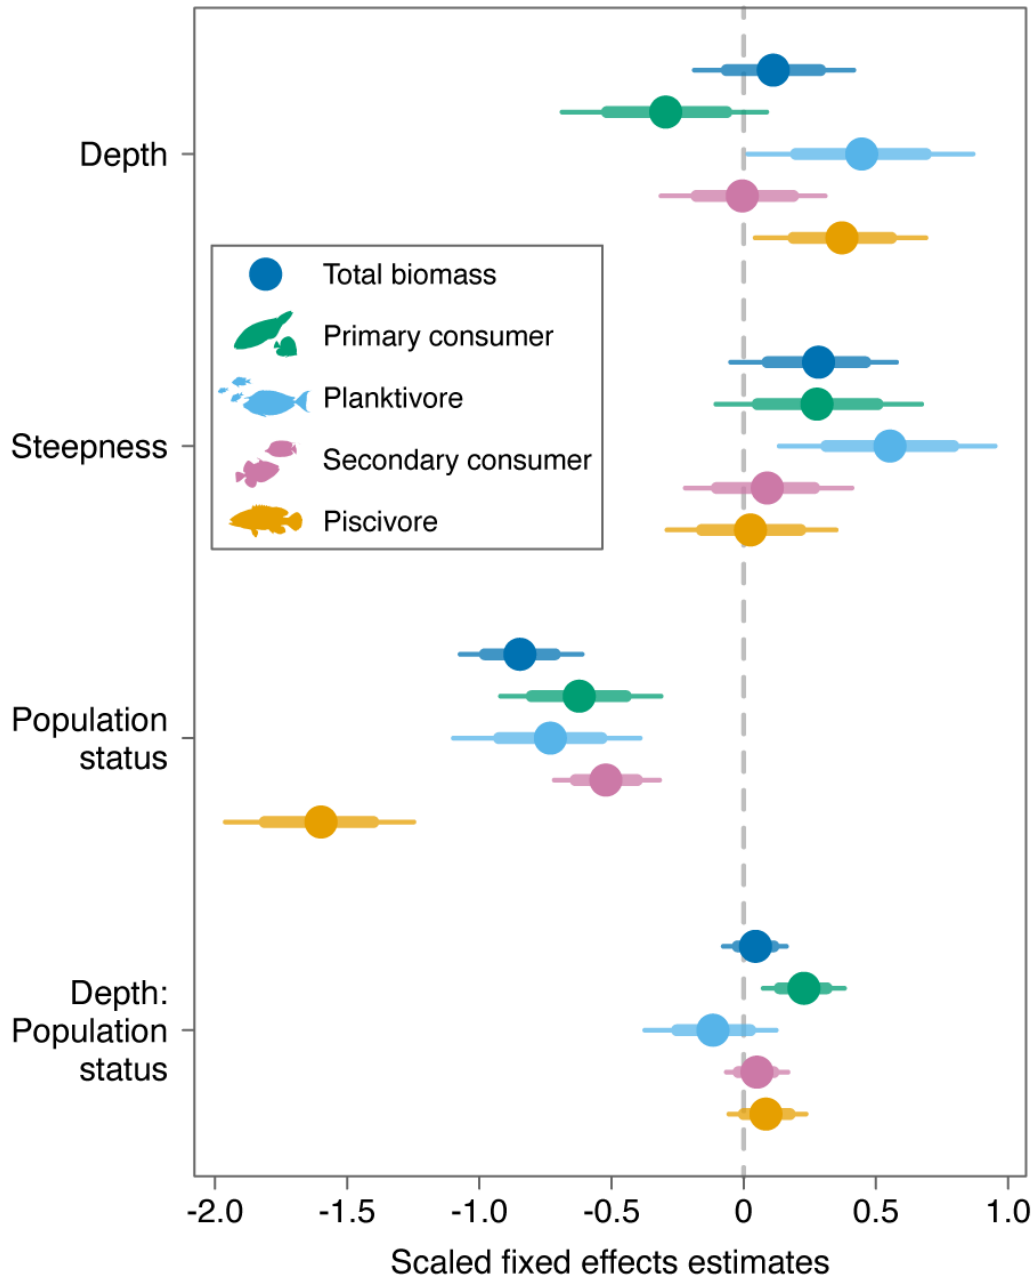 Depth
Total biomass
Primary consumer
Planktivore
Steepness
Secondary consumer
Piscivore
Population
status
Depth:
Population
status
-2.0 -1.5 -1.0 -0.5 0 0.5 1.0
Scaled fixed effects estimates